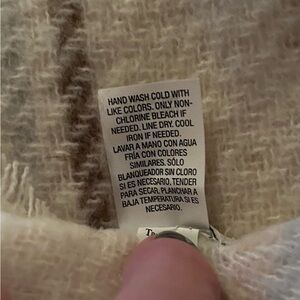 HAND WASH COLD WITH
LIKE COLORS. ONLY NON-
CHLORINE BLEACH IF
NEEDED. LINE DRY. COOL
IRON IF NEEDED.
LAVAR A MANO CON AGUA
FRÍA CON COLORES
SIMILARES. SÓLO
BLANQUEADOR SIN CLORO
SI ES NECESARIO. TENDER
PARA SECAR. PLANCHAR A
BAJA TEMPERATURA SI ES
NECESARIO.